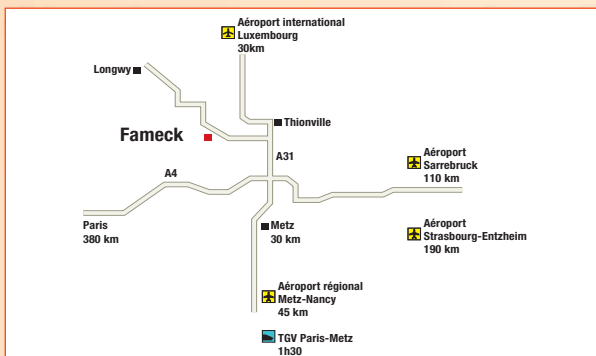 Aéroport international
Luxembourg
30km
Longwy
Thionville
Fameck
A31
A4
Aéroport
Sarrebruck
110 km
Paris
380 km
Metz
30 km
Aéroport
Strasbourg-Entzheim
190 km
Aéroport régional
Metz-Nancy
45 km
TGV Paris-Metz
1h30